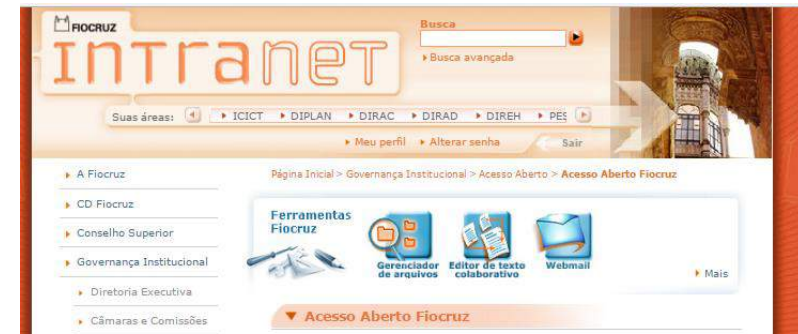 FIOCRUZ
Intranet
Busca
Busca avançada
Suas áreas:
ICICT DIPLAN DIRAC DIRAD DIREH PES
Meu perfil Alterar senha Sair
A Fiocruz
CD Fiocruz
Conselho Superior
Governança Institucional
Diretoria Executiva
Câmaras e Comissões
Página Inicial > Governança Institucional > Acesso Aberto > Acesso Aberto Fiocruz
Ferramentas
Fiocruz
Gerenciador
de arquivos
Editor de texto
colaborativo
Webmail
Mais
Acesso Aberto Fiocruz